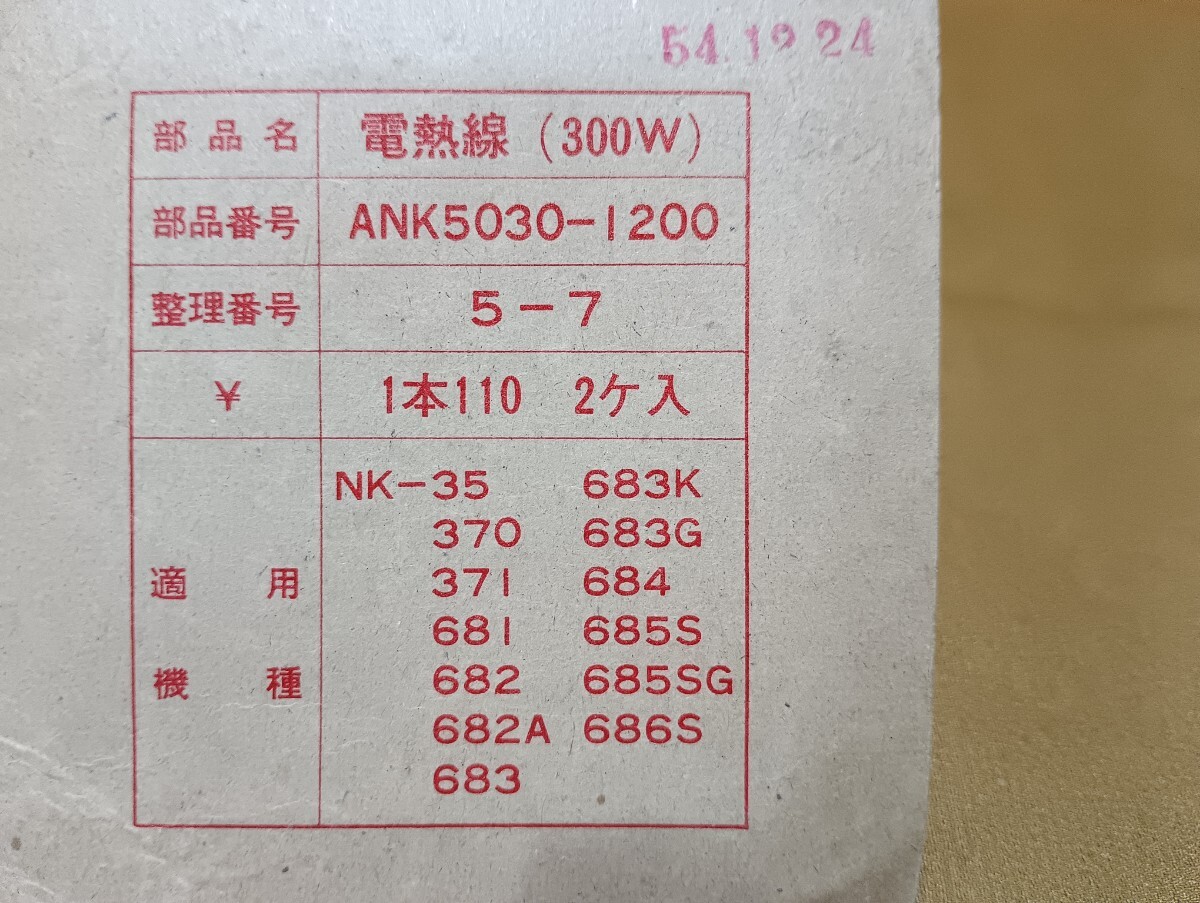 54.12.24
部品名 電熱線 (300W)
部品番号 ANK5030-1200
整理番号 5-7
¥ 1本110 2ケ入
適用機種
NK-35 683K
370 683G
371 684
681 685S
682 685SG
682A 686S
683